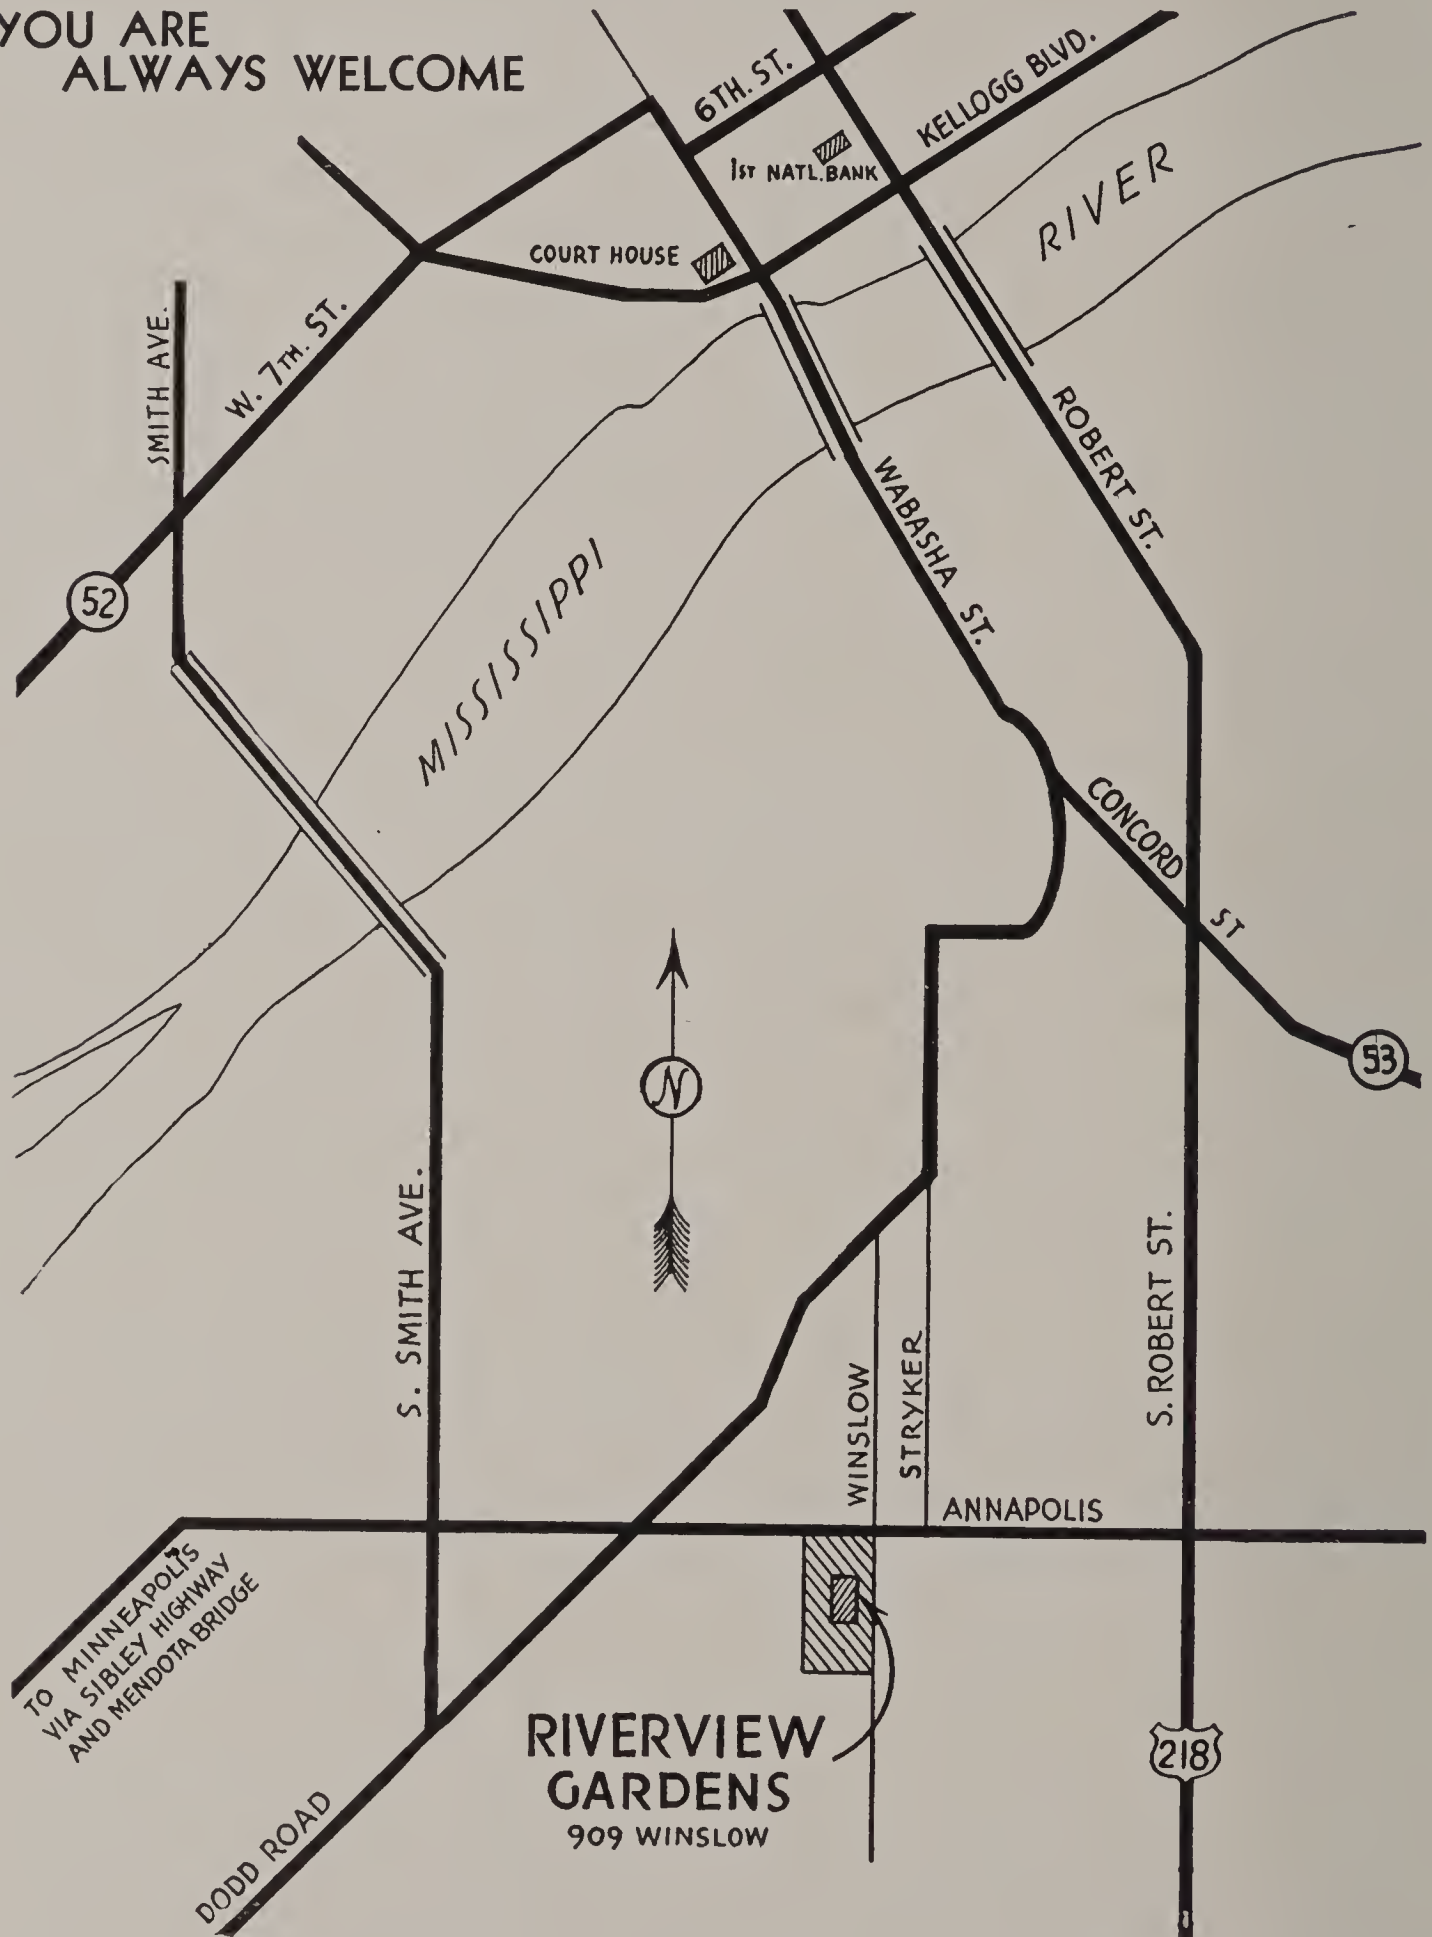 YOU ARE
ALWAYS WELCOME
6TH. ST.
KELLOGG BLVD.
1ST NATL. BANK
RIVER
COURT HOUSE
SMITH AVE.
W. 7TH. ST.
ROBERT ST.
WABASHA ST.
52
MISSISSIPPI
CONCORD ST
53
N
S. SMITH AVE.
S. ROBERT ST.
WINSLOW
STRYKER
ANNAPOLIS
TO MINNEAPOLIS
VIA SIBLEY HIGHWAY
AND MENDOTA BRIDGE
RIVERVIEW
GARDENS
909 WINSLOW
218
DODD ROAD